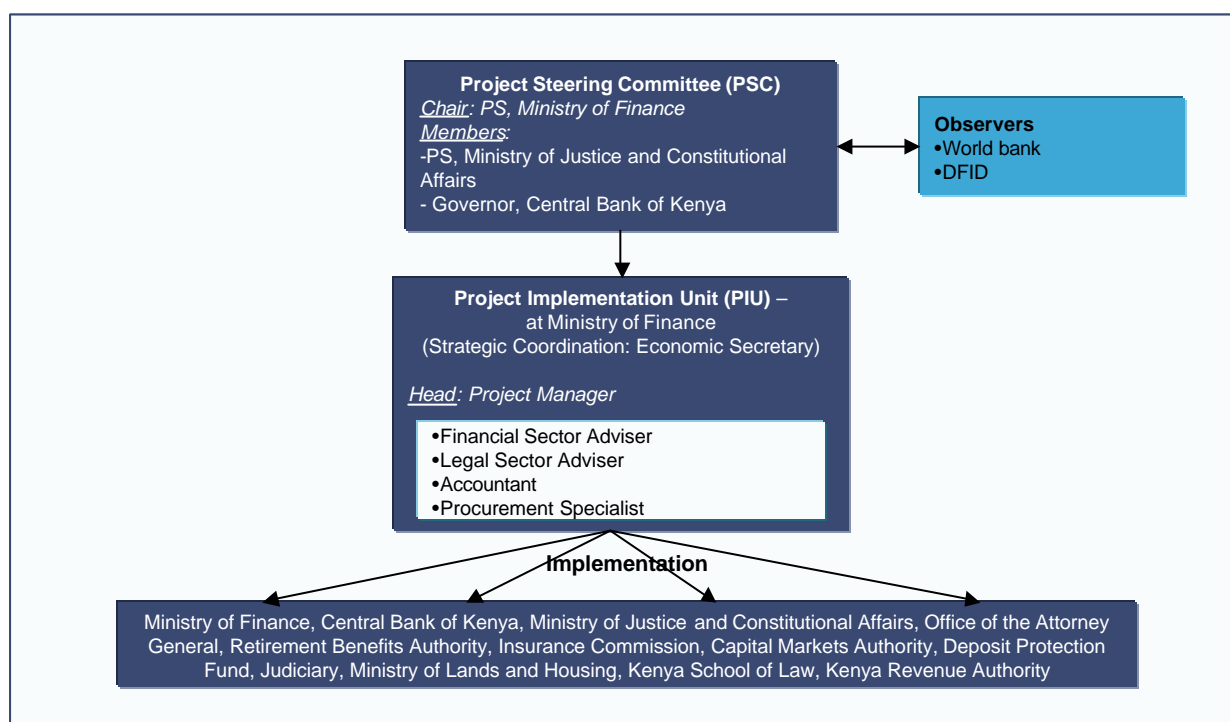 Project Steering Committee (PSC)
Chair: PS, Ministry of Finance
Members:
-PS, Ministry of Justice and Constitutional
Affairs
- Governor, Central Bank of Kenya
Observers
•World bank
•DFID
Project Implementation Unit (PIU) –
at Ministry of Finance
(Strategic Coordination: Economic Secretary)
Head: Project Manager
•Financial Sector Adviser
•Legal Sector Adviser
•Accountant
•Procurement Specialist
Implementation
Ministry of Finance, Central Bank of Kenya, Ministry of Justice and Constitutional Affairs, Office of the Attorney
General, Retirement Benefits Authority, Insurance Commission, Capital Markets Authority, Deposit Protection
Fund, Judiciary, Ministry of Lands and Housing, Kenya School of Law, Kenya Revenue Authority